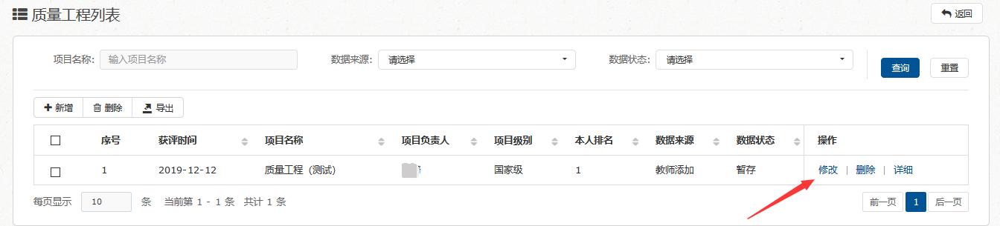 质量工程列表
返回
项目名称: 输入项目名称 数据来源: 请选择 数据状态: 请选择 查询 重置
新增 删除 导出
序号 获评时间 项目名称 项目负责人 项目级别 本人排名 数据来源 数据状态 操作
1 2019-12-12 质量工程（测试） 国家级 1 教师添加 暂存 修改 | 删除 | 详细
每页显示 10 条 当前第 1 - 1 条 共计 1 条 前一页 1 后一页